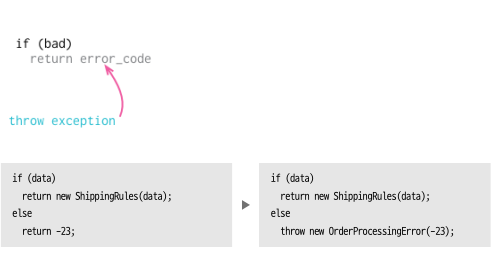 if (bad)
return error_code
throw exception
if (data)
return new ShippingRules(data);
else
return -23;
if (data)
return new ShippingRules(data);
else
throw new OrderProcessingError(-23);